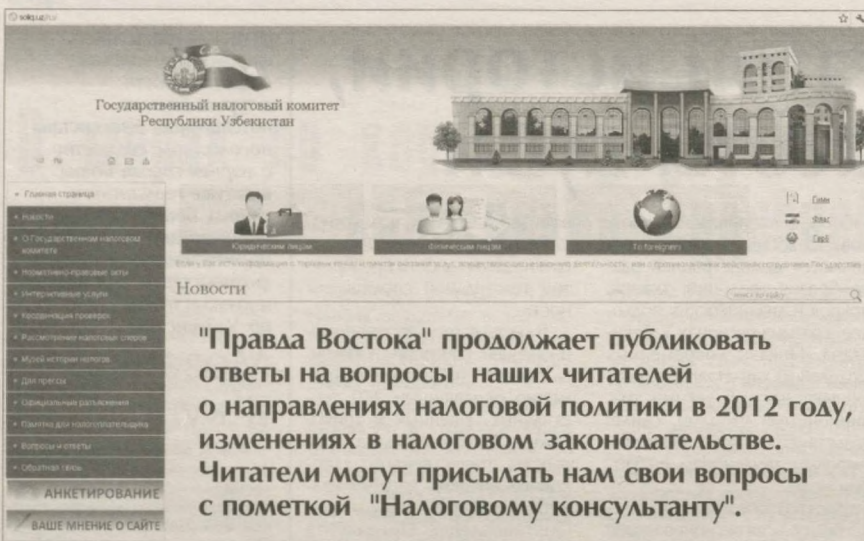 Государственный налоговый комитет
Республики Узбекистан
Главная страница
Новости
О Государственном налоговом
комитете
Нормативно-правовые акты
Интерактивные услуги
Координация проверок
Рассмотрение налоговых споров
Музей истории налогов
Для прессы
Официальные разъяснения
Памятка для налогоплательщика
Вопросы и ответы
Обратная связь
АНКЕТИРОВАНИЕ
ВАШЕ МНЕНИЕ О САЙТЕ
Юридическим лицам
Физическим лицам
To foreigners
Гимн
Флаг
Герб
Новости
"Правда Востока" продолжает публиковать
ответы на вопросы наших читателей
о направлениях налоговой политики в 2012 году,
изменениях в налоговом законодательстве.
Читатели могут присылать нам свои вопросы
с пометкой "Налоговому консультанту".